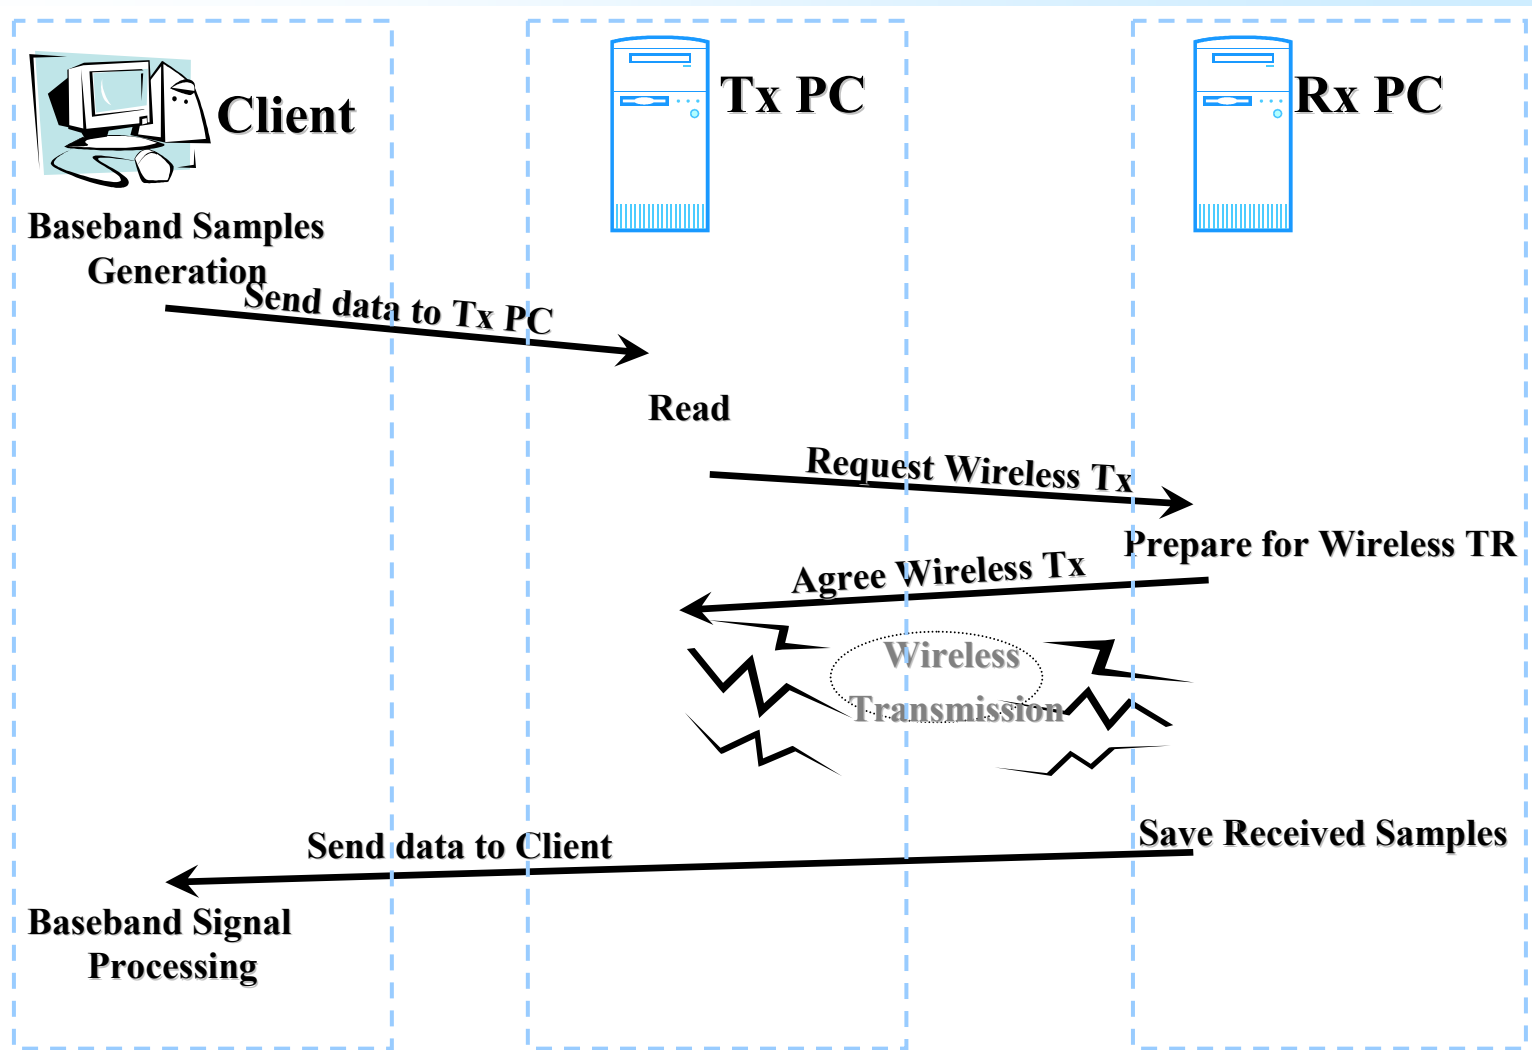 Client
Tx PC
Rx PC
Baseband Samples
Generation
Send data to Tx PC
Read
Request Wireless Tx
Prepare for Wireless TR
Agree Wireless Tx
Wireless
Transmission
Save Received Samples
Send data to Client
Baseband Signal
Processing